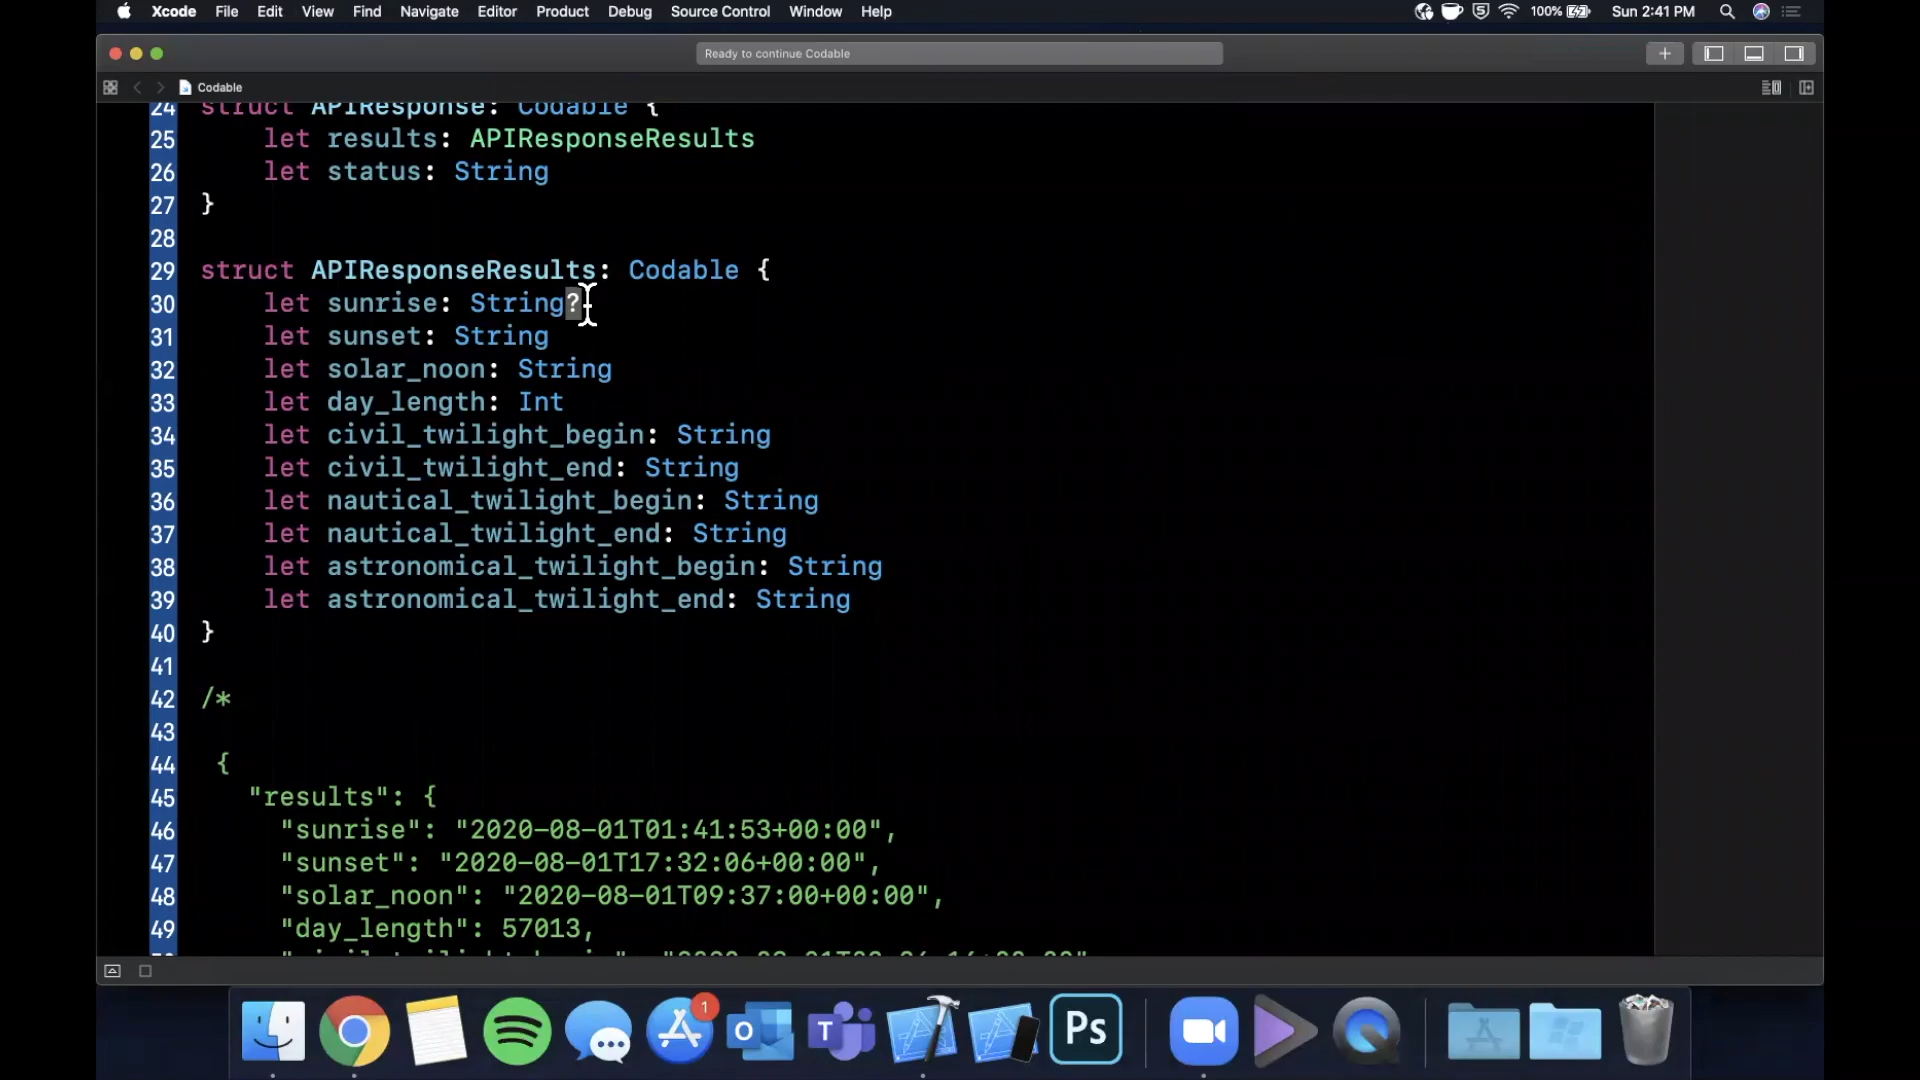 Xcode File Edit View Find Navigate Editor Product Debug Source Control Window Help 100% Sun 2:41 PM
Ready to continue Codable
Codable
24 struct APIResponse: Codable {
25 let results: APIResponseResults
26 let status: String
27 }
28
29 struct APIResponseResults: Codable {
30 let sunrise: String?
31 let sunset: String
32 let solar_noon: String
33 let day_length: Int
34 let civil_twilight_begin: String
35 let civil_twilight_end: String
36 let nautical_twilight_begin: String
37 let nautical_twilight_end: String
38 let astronomical_twilight_begin: String
39 let astronomical_twilight_end: String
40 }
41
42 /*
43
44 {
45 "results": {
46 "sunrise": "2020-08-01T01:41:53+00:00",
47 "sunset": "2020-08-01T17:32:06+00:00",
48 "solar_noon": "2020-08-01T09:37:00+00:00",
49 "day_length": 57013,
1
O
T
Ps